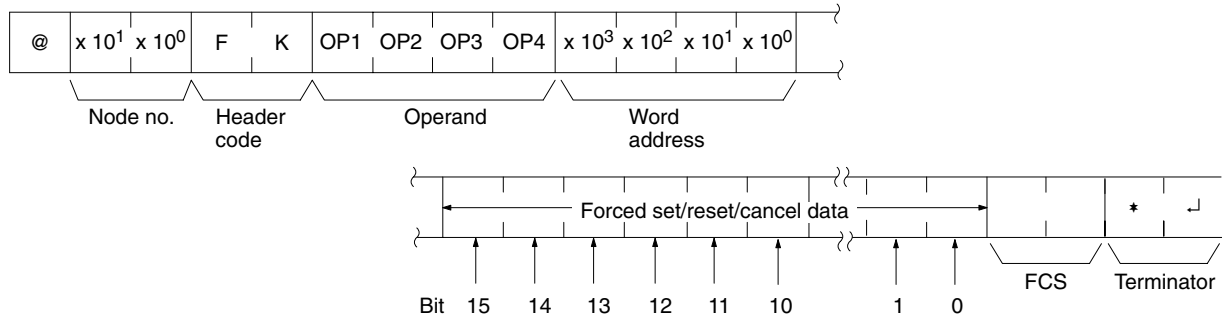 @ x 10¹ x 10⁰ F K OP1 OP2 OP3 OP4 x 10³ x 10² x 10¹ x 10⁰
Node no. Header code Operand Word address
Forced set/reset/cancel data * ↵
FCS Terminator
Bit 15 14 13 12 11 10 1 0